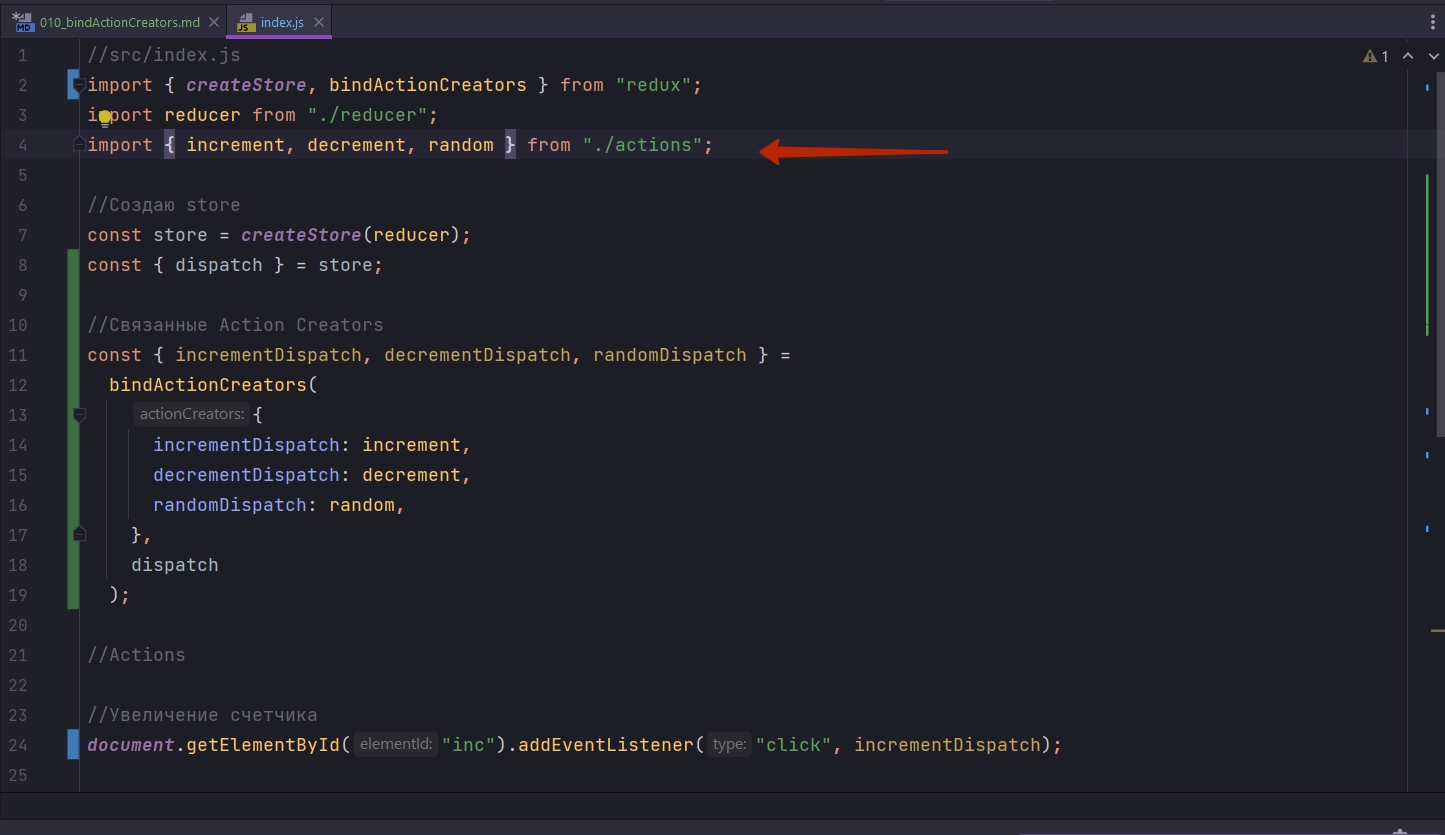 010_bindActionCreators.md
index.js
1 //src/index.js
1
2 import { createStore, bindActionCreators } from "redux";
3 import reducer from "./reducer";
4 import { increment, decrement, random } from "./actions";
5
6 //Создаю store
7 const store = createStore(reducer);
8 const { dispatch } = store;
9
10 //Связанные Action Creators
11 const { incrementDispatch, decrementDispatch, randomDispatch } =
12 bindActionCreators(
13 actionCreators: {
14 incrementDispatch: increment,
15 decrementDispatch: decrement,
16 randomDispatch: random,
17 },
18 dispatch
19 );
20
21 //Actions
22
23 //Увеличение счетчика
24 document.getElementById( elementId: "inc").addEventListener( type: "click", incrementDispatch);
25